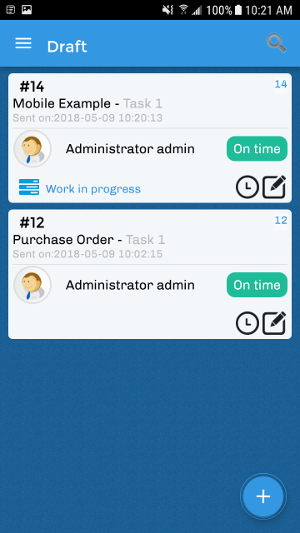 100% 10:21 AM
Draft
#14 14
Mobile Example - Task 1
Sent on:2018-05-09 10:20:13
Administrator admin On time
Work in progress
#12 12
Purchase Order - Task 1
Sent on:2018-05-09 10:02:15
Administrator admin On time